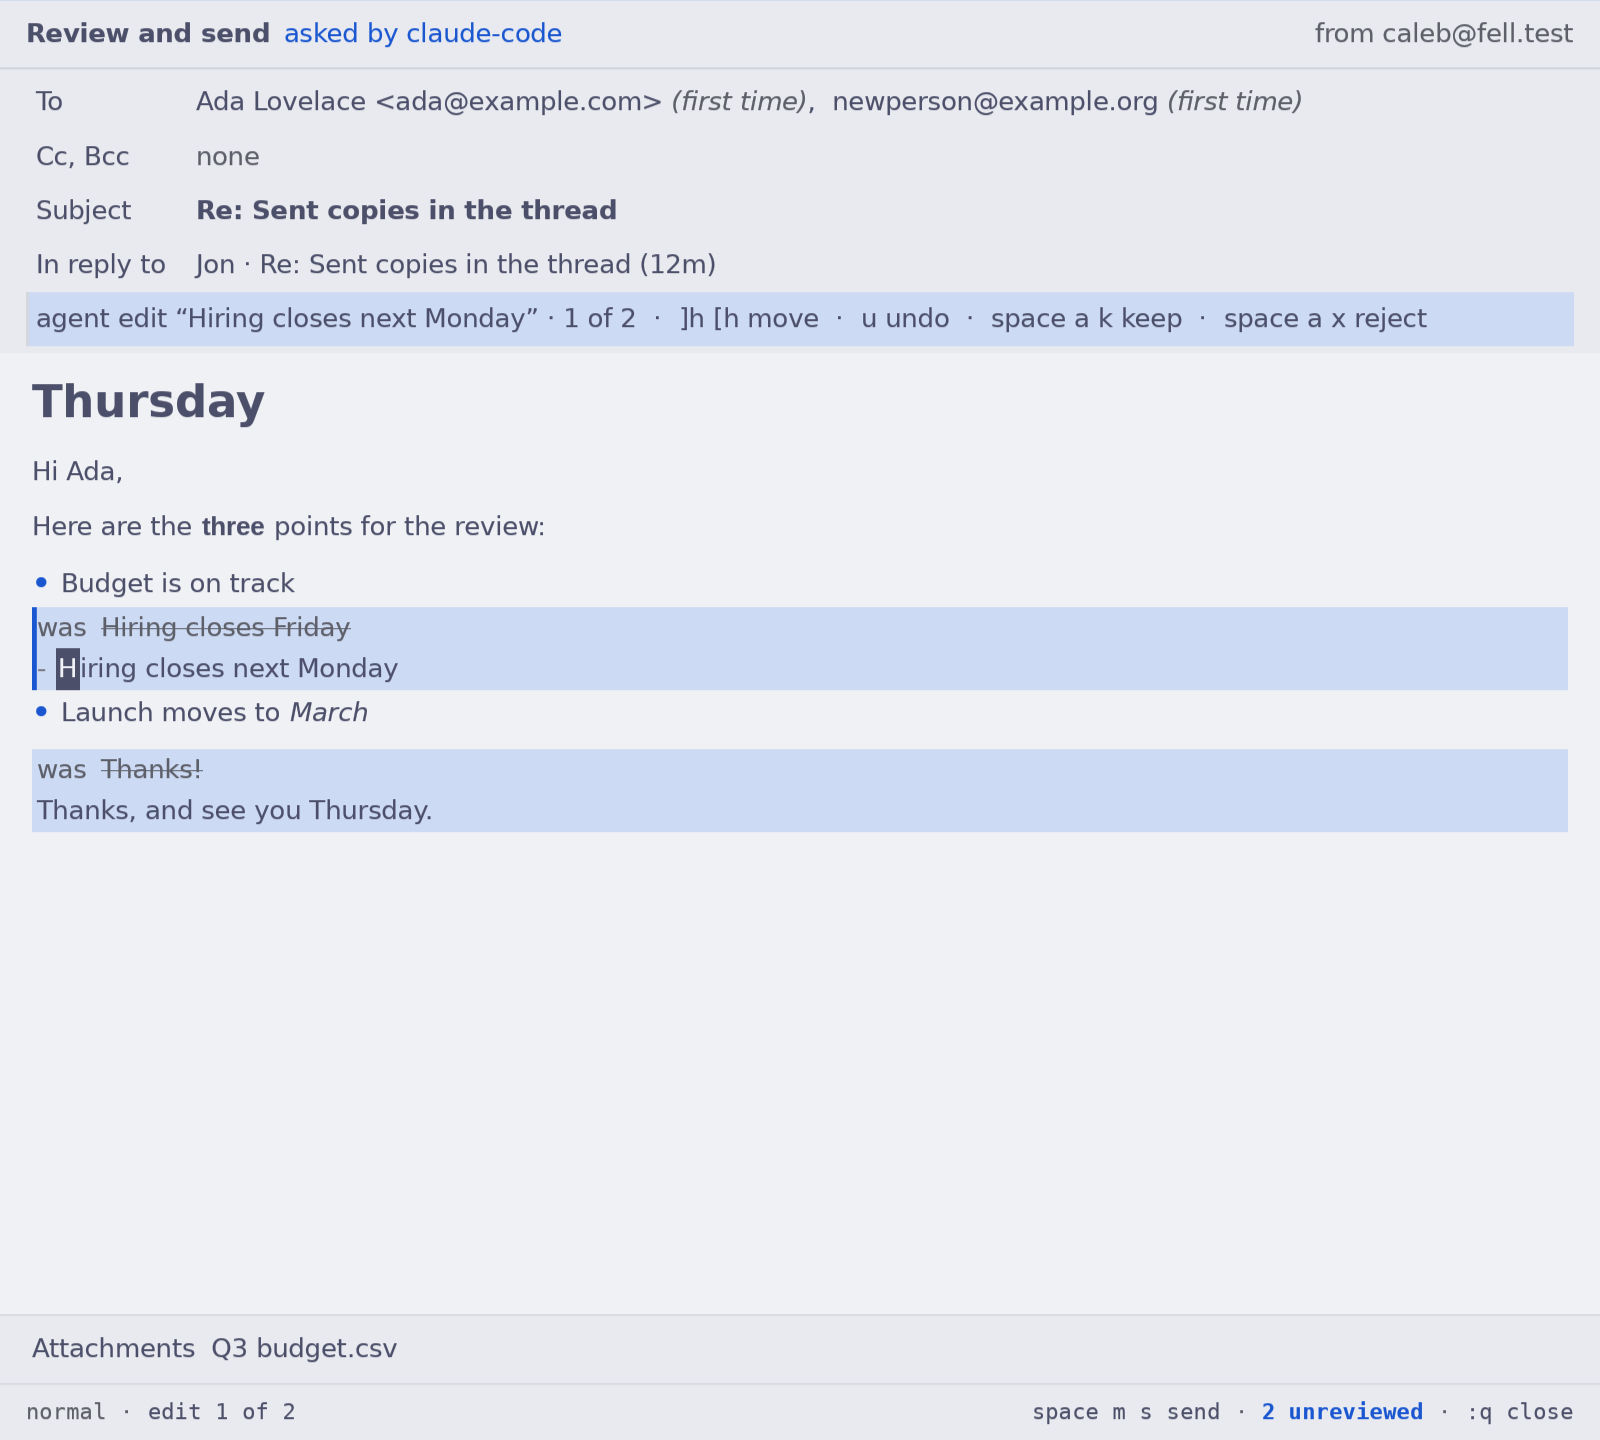 Review and send asked by claude-code from caleb@fell.test
To Ada Lovelace <ada@example.com> (first time), newperson@example.org (first time)
Cc, Bcc none
Subject Re: Sent copies in the thread
In reply to Jon · Re: Sent copies in the thread (12m)
agent edit “Hiring closes next Monday” · 1 of 2 · ]h [h move · u undo · space a k keep · space a x reject
Thursday
Hi Ada,
Here are the three points for the review:
• Budget is on track
was Hiring closes Friday
- Hiring closes next Monday
• Launch moves to March
was Thanks!
Thanks, and see you Thursday.
Attachments Q3 budget.csv
normal · edit 1 of 2 space m s send · 2 unreviewed · :q close